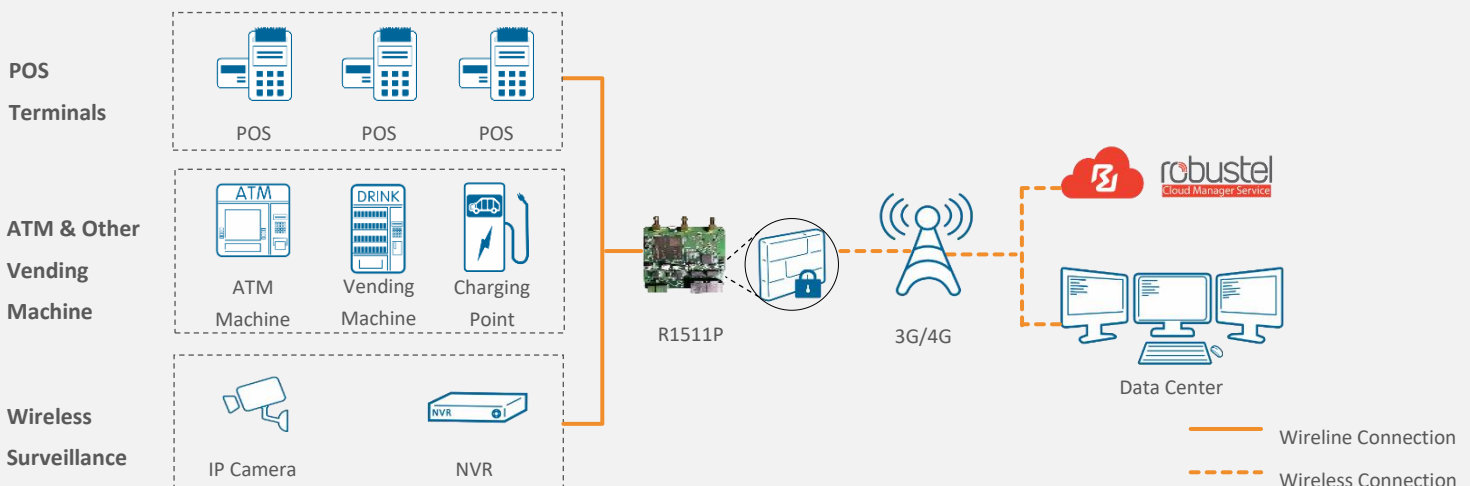 POS
Terminals
POS
POS
POS
ATM & Other
Vending
Machine
ATM
DRINK
ATM
Machine
Vending
Machine
Charging
Point
Wireless
Surveillance
NVR
IP Camera
NVR
R1511P
3G/4G
robustel
Cloud Manager Service
Data Center
Wireline Connection
Wireless Connection